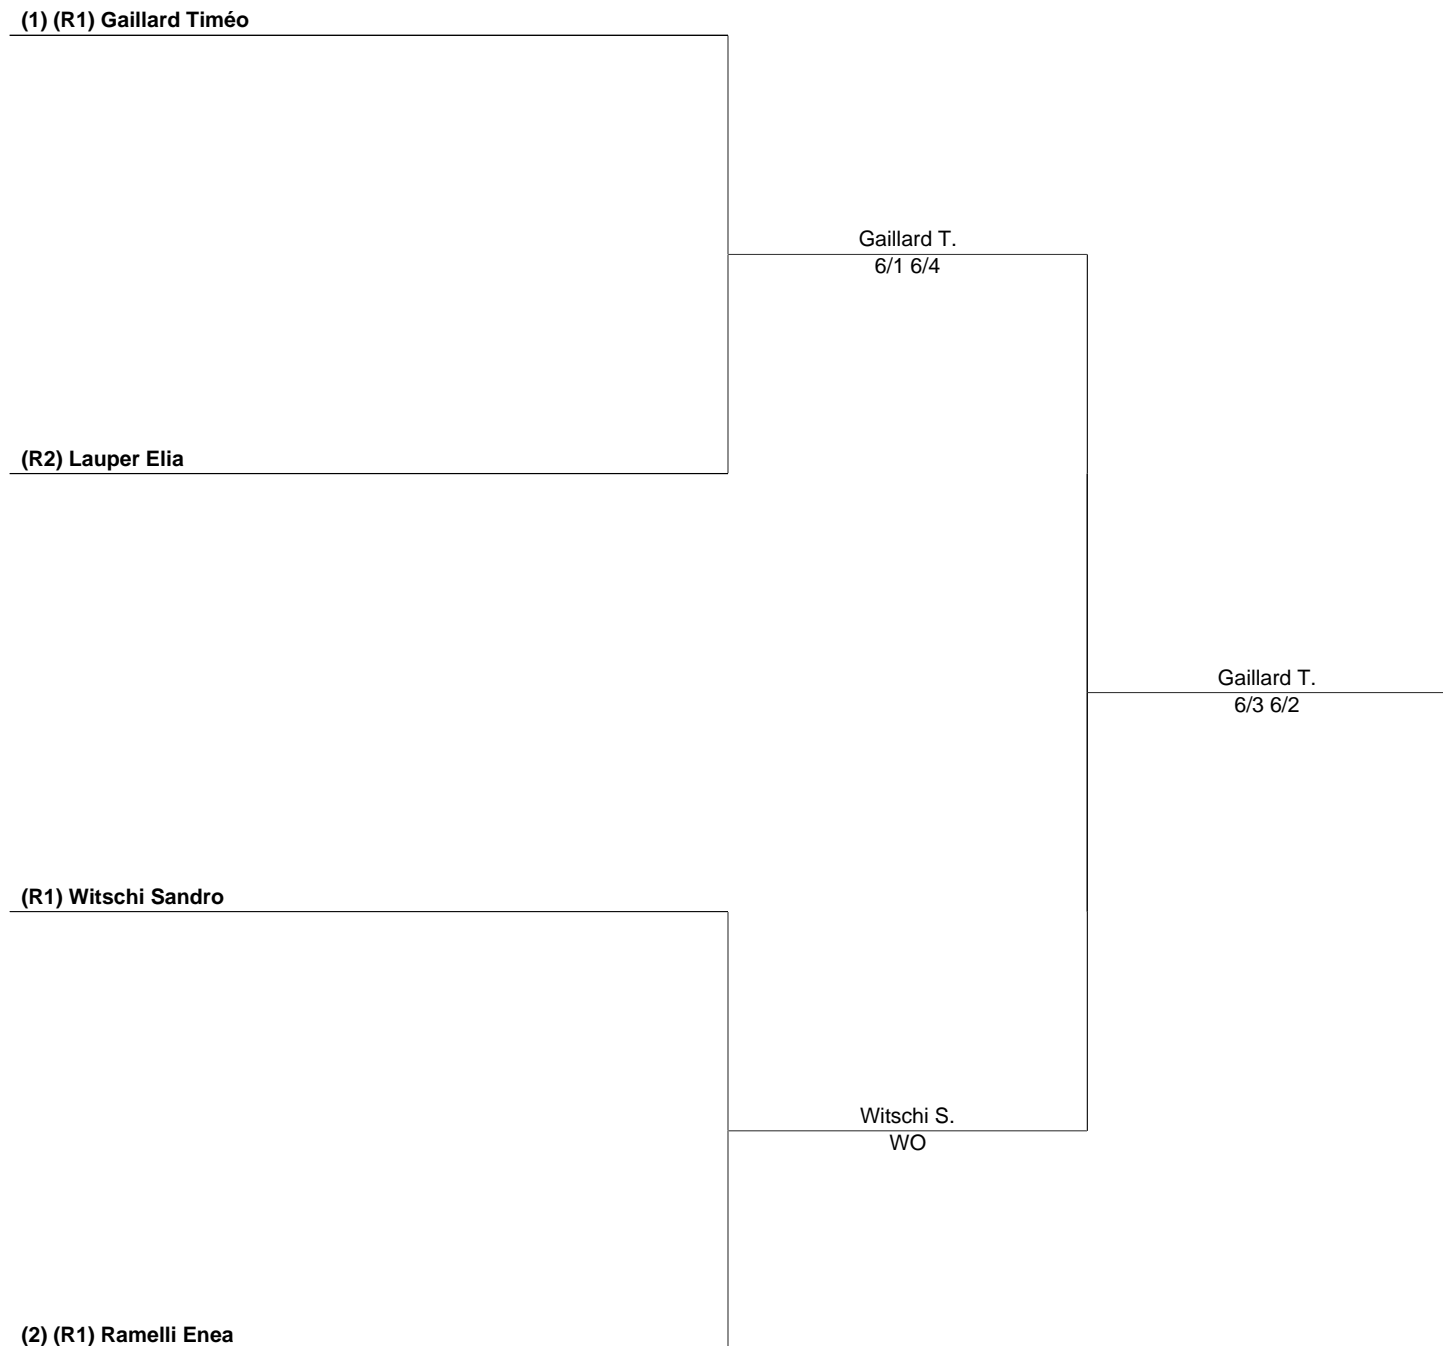 (1) (R1) Gaillard Timéo
Gaillard T.
6/1 6/4
(R2) Lauper Elia
Gaillard T.
6/3 6/2
(R1) Witschi Sandro
Witschi S.
WO
(2) (R1) Ramelli Enea